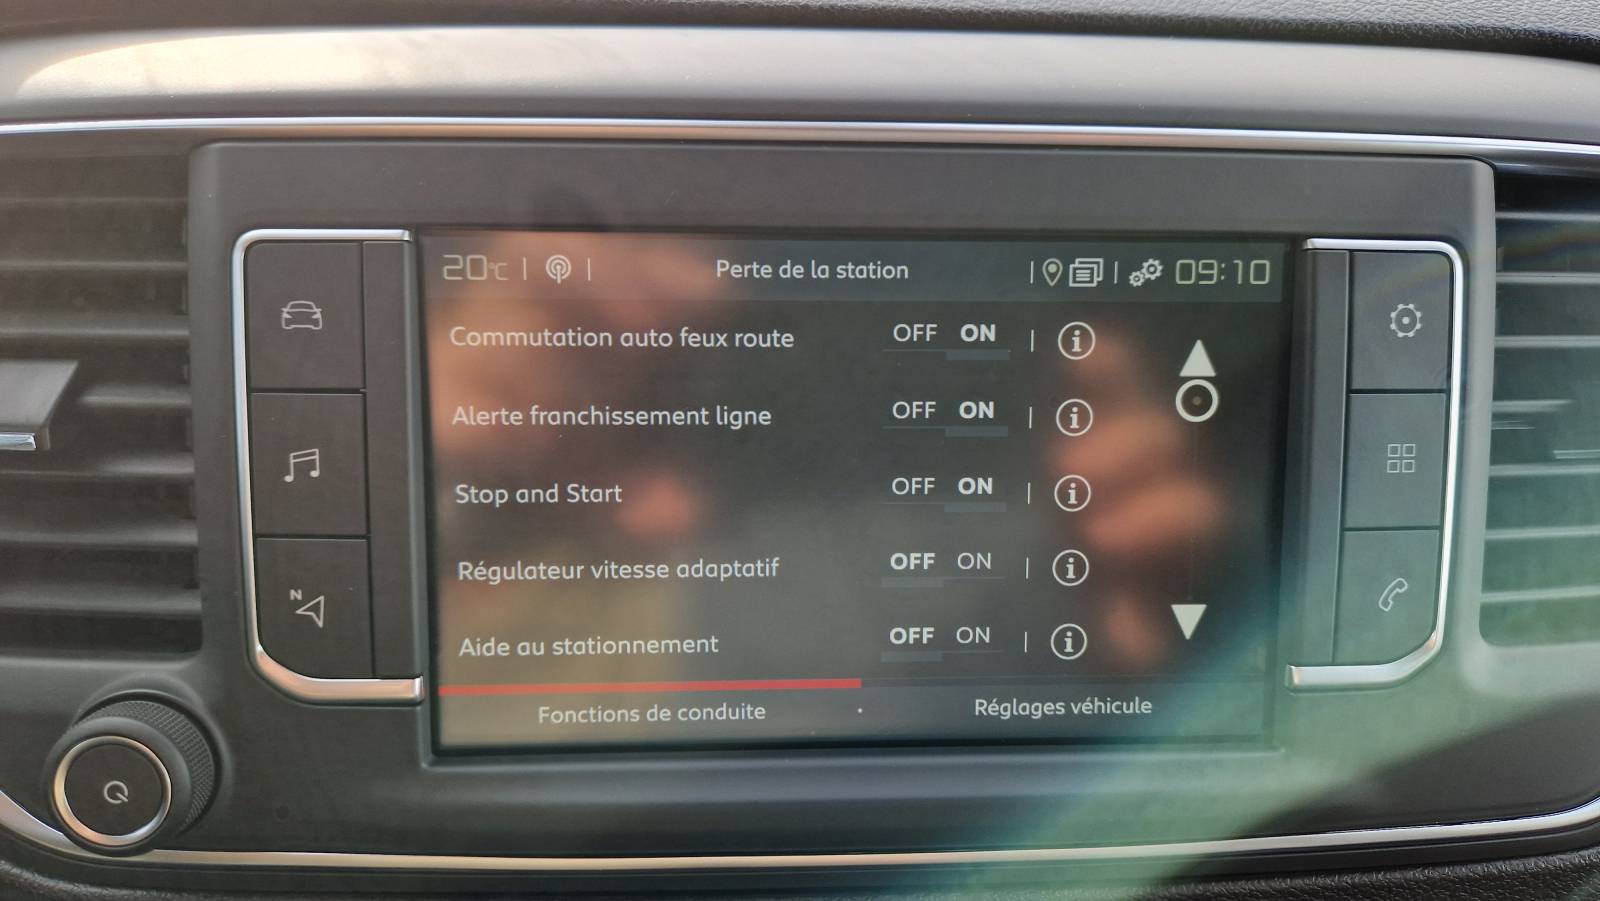 20°C | | Perte de la station | | 09:10
Commutation auto feux route OFF ON | i
Alerte franchissement ligne OFF ON | i
Stop and Start OFF ON | i
Régulateur vitesse adaptatif OFF ON | i
Aide au stationnement OFF ON | i
Fonctions de conduite · Réglages véhicule
N